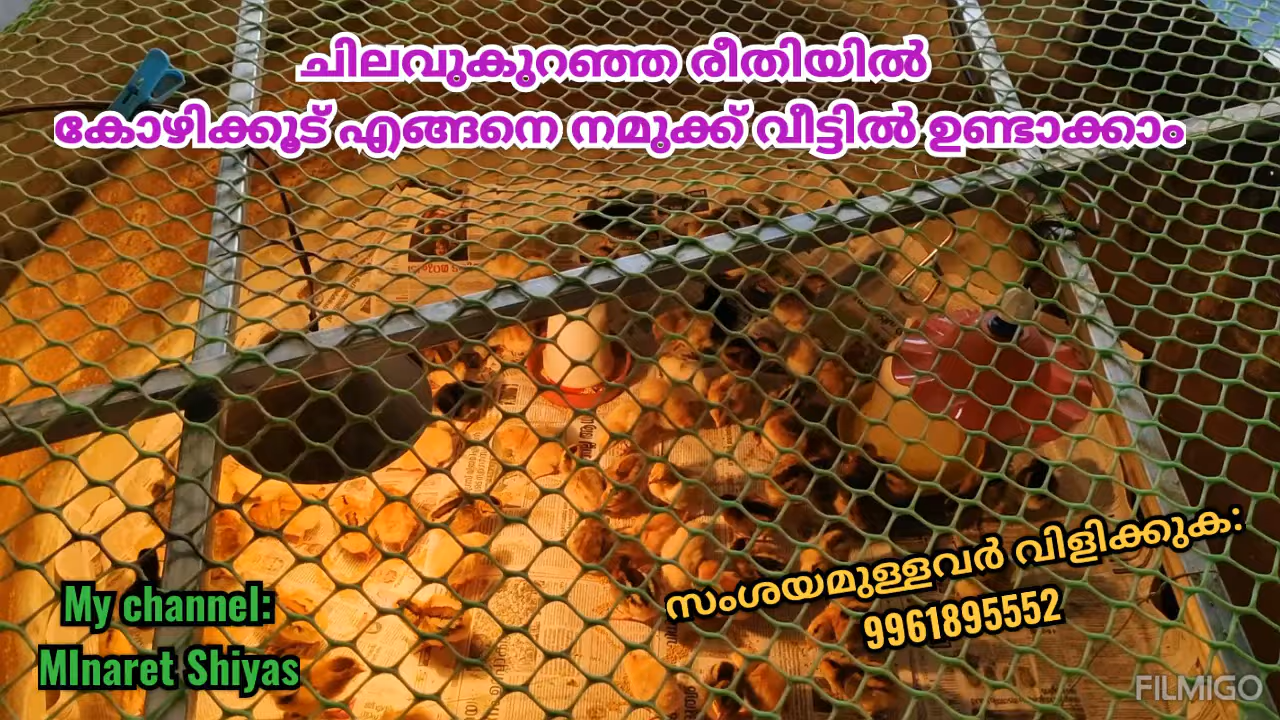 ചിലവുകുറഞ്ഞ രീതിയിൽ
കോഴിക്കൂട് എങ്ങനെ നമുക്ക് വീട്ടിൽ ഉണ്ടാക്കാം
സംശയമുള്ളവർ വിളിക്കുക:
9961895552
My channel:
MInaret Shiyas
FILMIGO